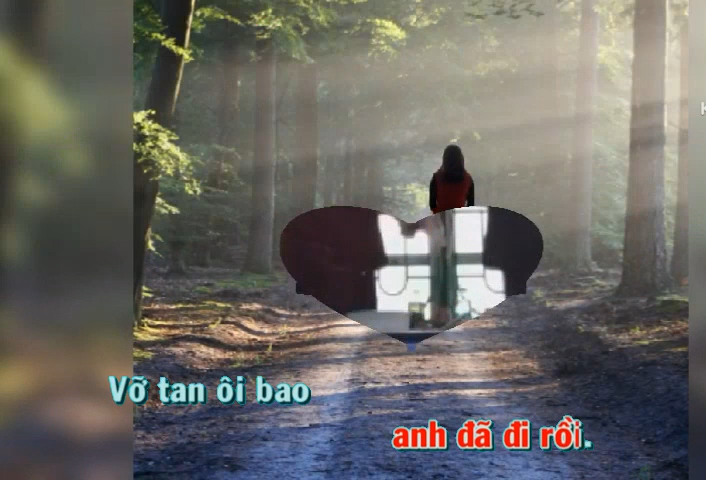 Vỡ tan ôi bao
anh đã đi rồi.